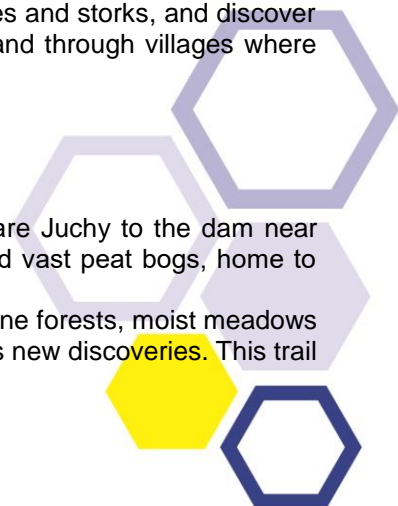 es and storks, and discover
and through villages where
are Juchy to the dam near
d vast peat bogs, home to
ne forests, moist meadows
s new discoveries. This trail